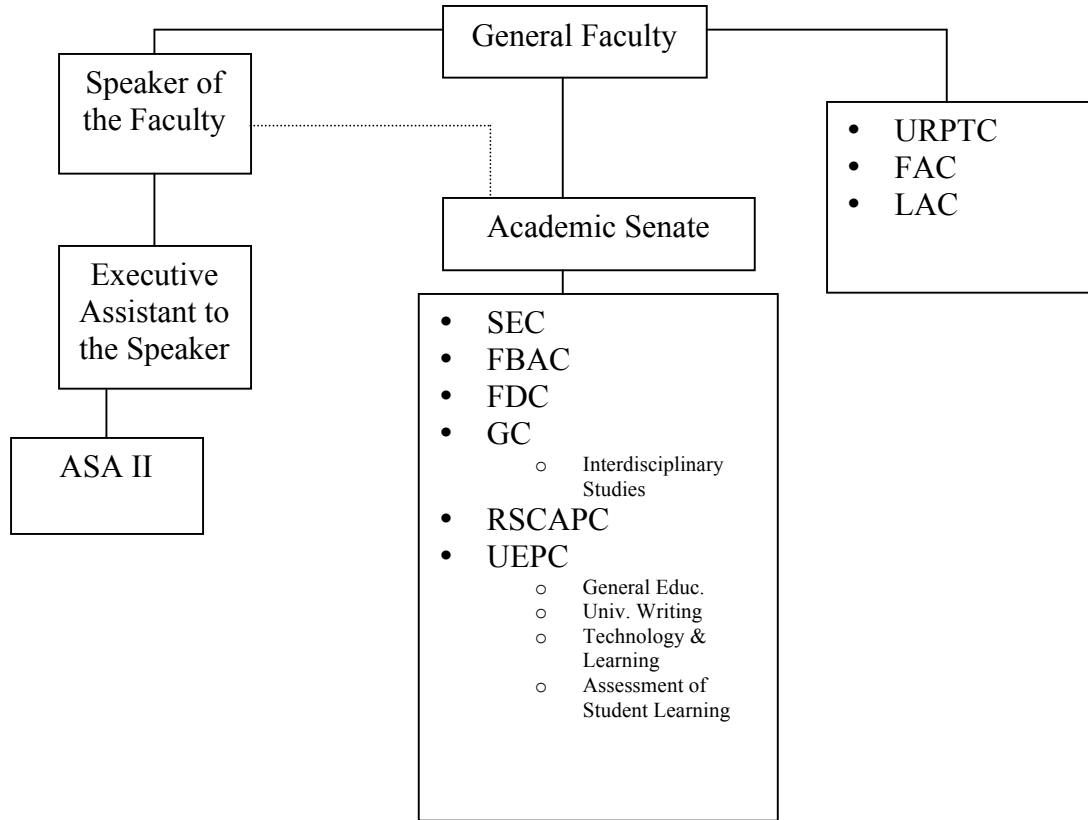 General Faculty
Speaker of
the Faculty
• URPTC
• FAC
• LAC
Academic Senate
Executive
Assistant to
the Speaker
ASA II
• SEC
• FBAC
• FDC
• GC
o Interdisciplinary
Studies
• RSCAPC
• UEPC
o General Educ.
o Univ. Writing
o Technology &
Learning
o Assessment of
Student Learning